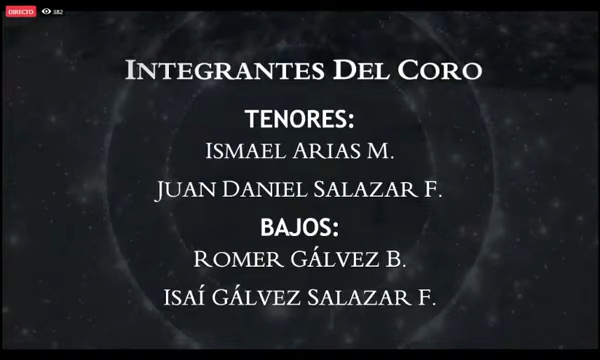 DIRECTO 382
INTEGRANTES DEL CORO
TENORES:
ISMAEL ARIAS M.
JUAN DANIEL SALAZAR F.
BAJOS:
ROMER GÁLVEZ B.
ISAÍ GÁLVEZ SALAZAR F.